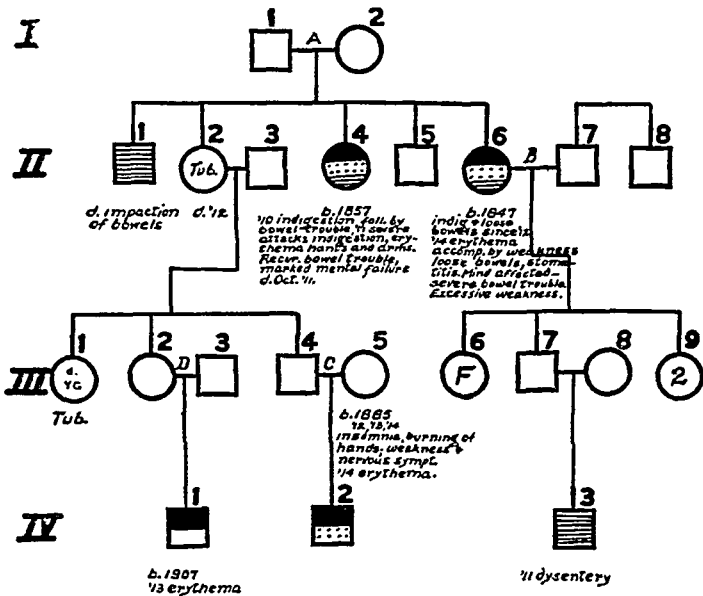 I
1
2
A
II
1
2
3
4
5
6
7
8
Tub.
B
d. impaction
of bowels
d.'12
b.1857
'10 indigestion, foll. by
bowel-trouble, '11 severe
attacks indigestion, ery-
thema hands and arms.
Recur. bowel trouble,
marked mental failure
d.Oct.'11.
b.1847
indig + loose
bowels since
'14 erythema
accomp. by weakness
loose bowels, stoma-
titis. Mind affected—
severe bowel trouble.
Excessive weakness.
III
1
2
3
4
5
6
7
8
9
d.
yg
D
C
F
2
Tub.
b.1885
'12,'13,'14
insomnia, burning of
hands, weakness +
nervous sympt.
'14 erythema.
IV
1
2
3
b.1907
'13 erythema
'11 dysentery